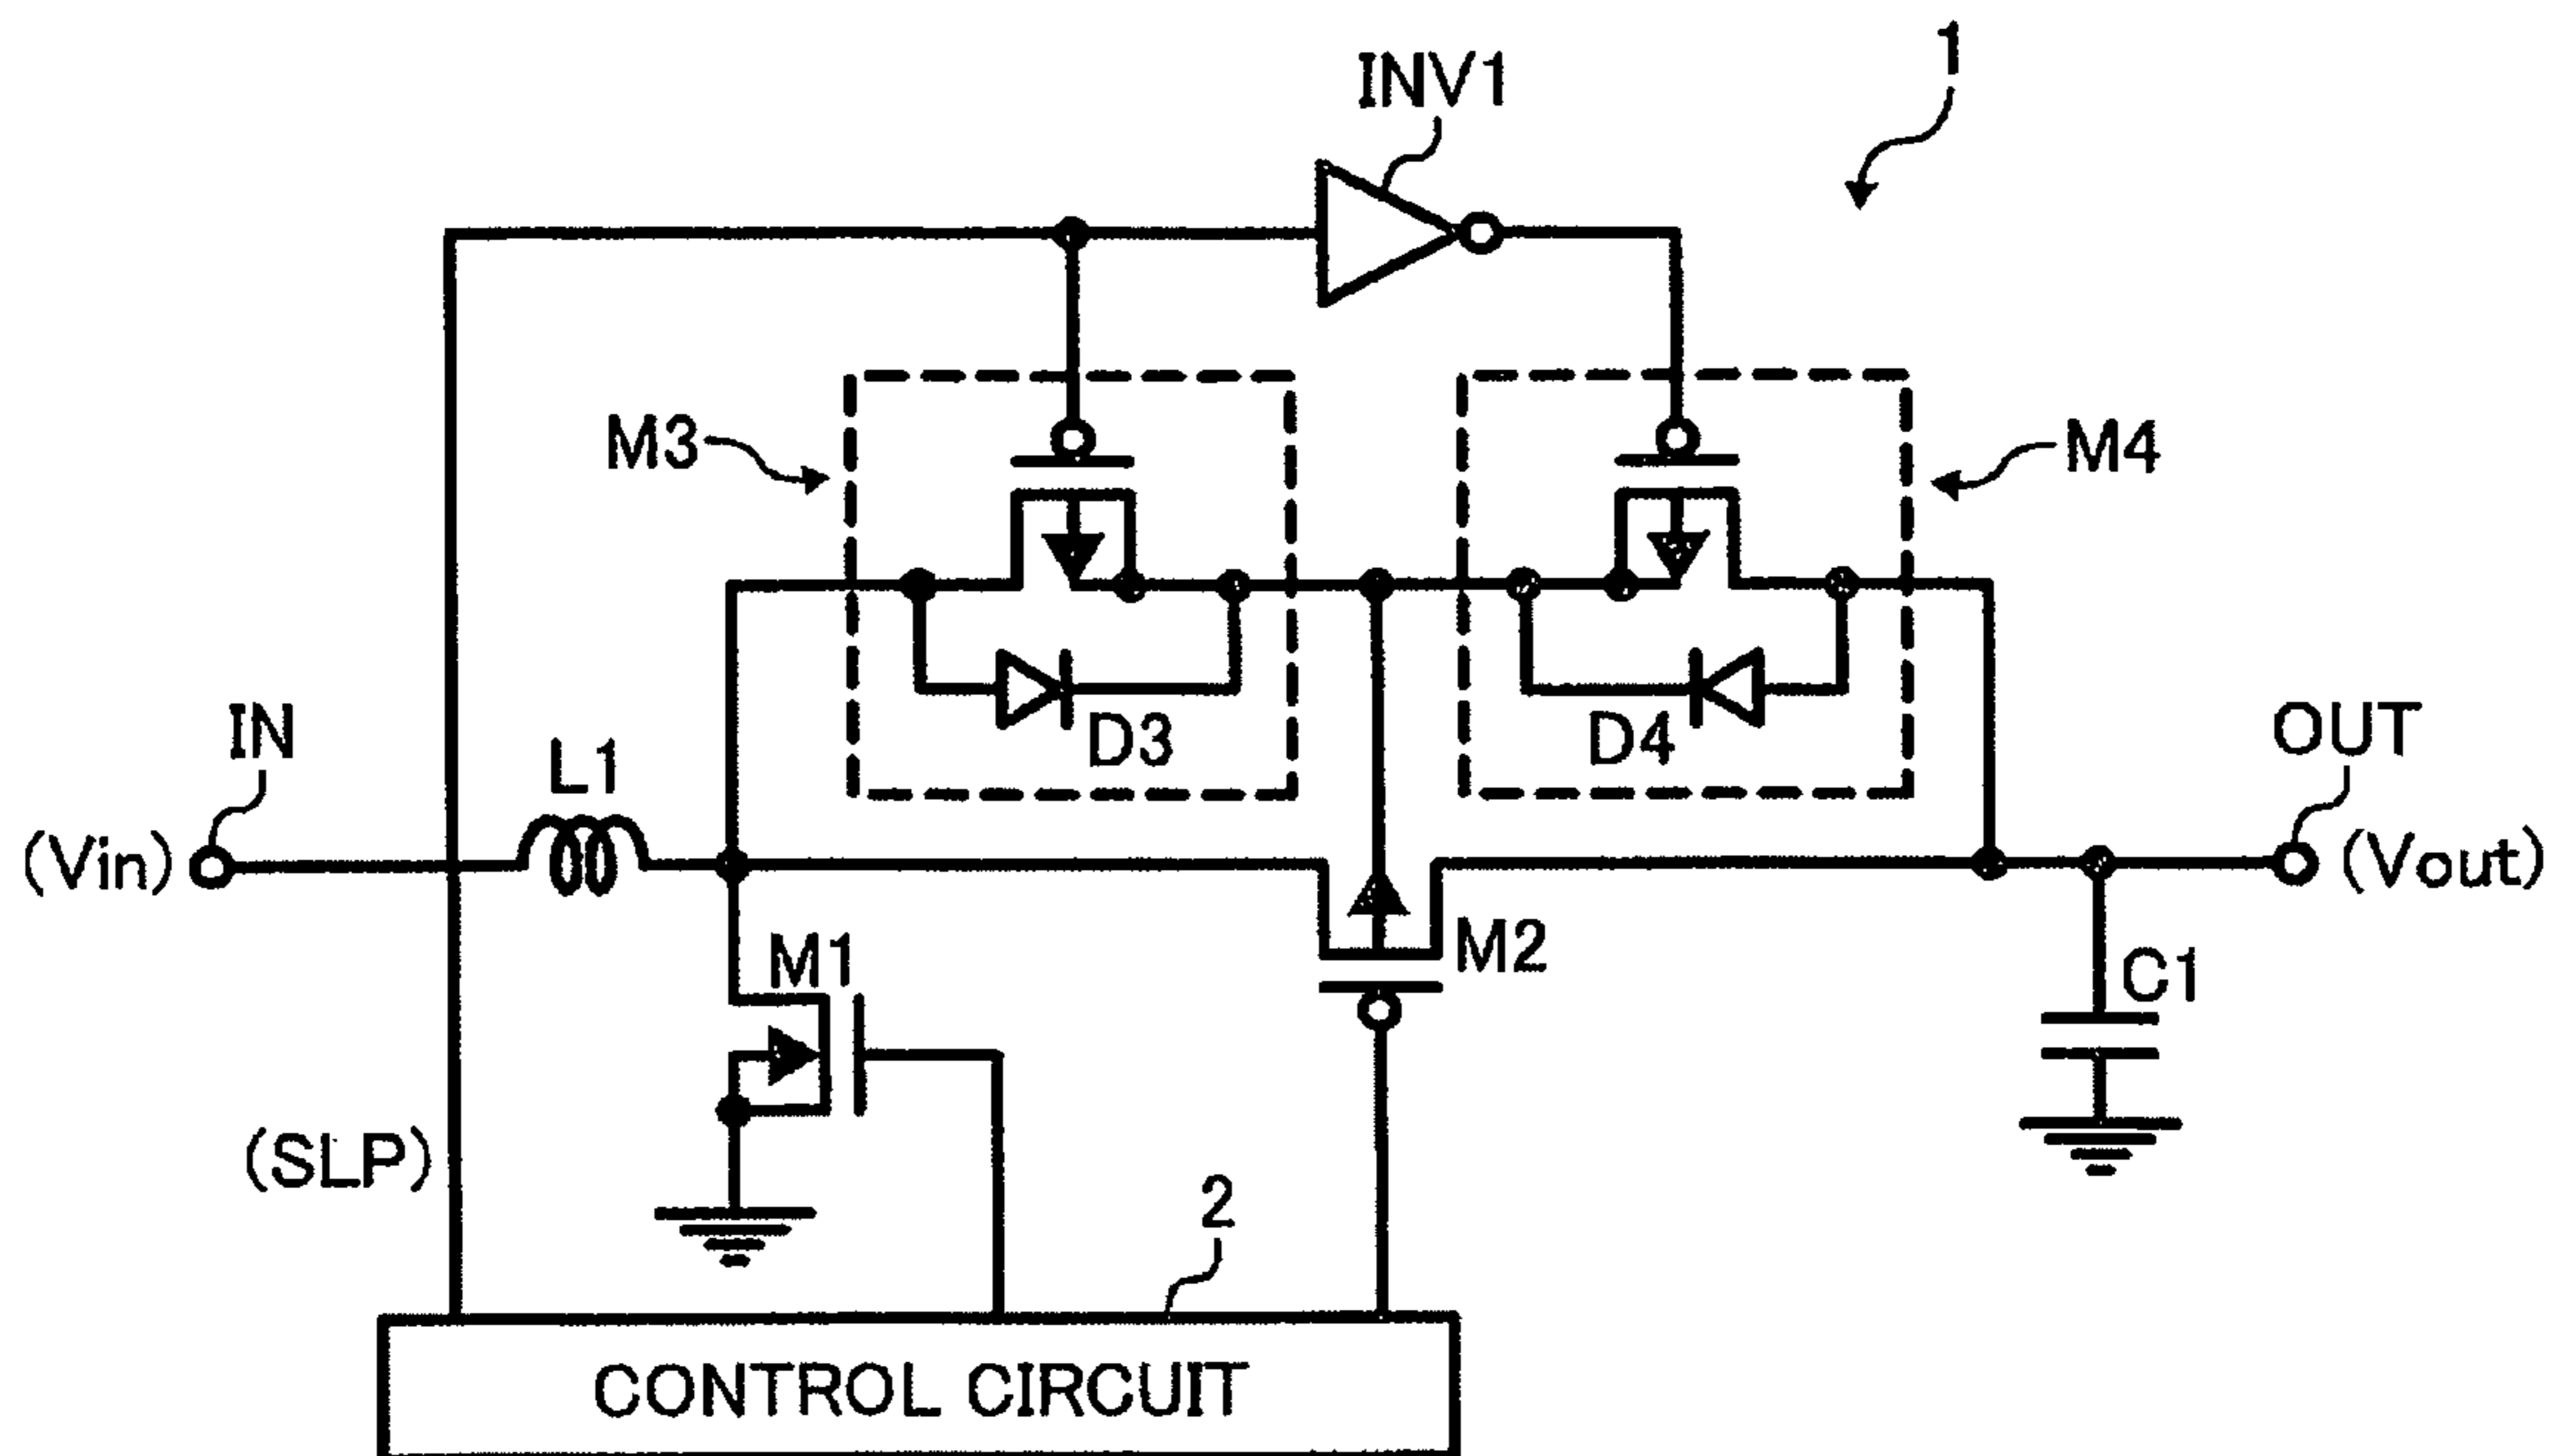 1
INV1
M3
M4
D3
D4
IN
L1
OUT
(Vin)
(Vout)
M1
M2
C1
(SLP)
2
CONTROL CIRCUIT